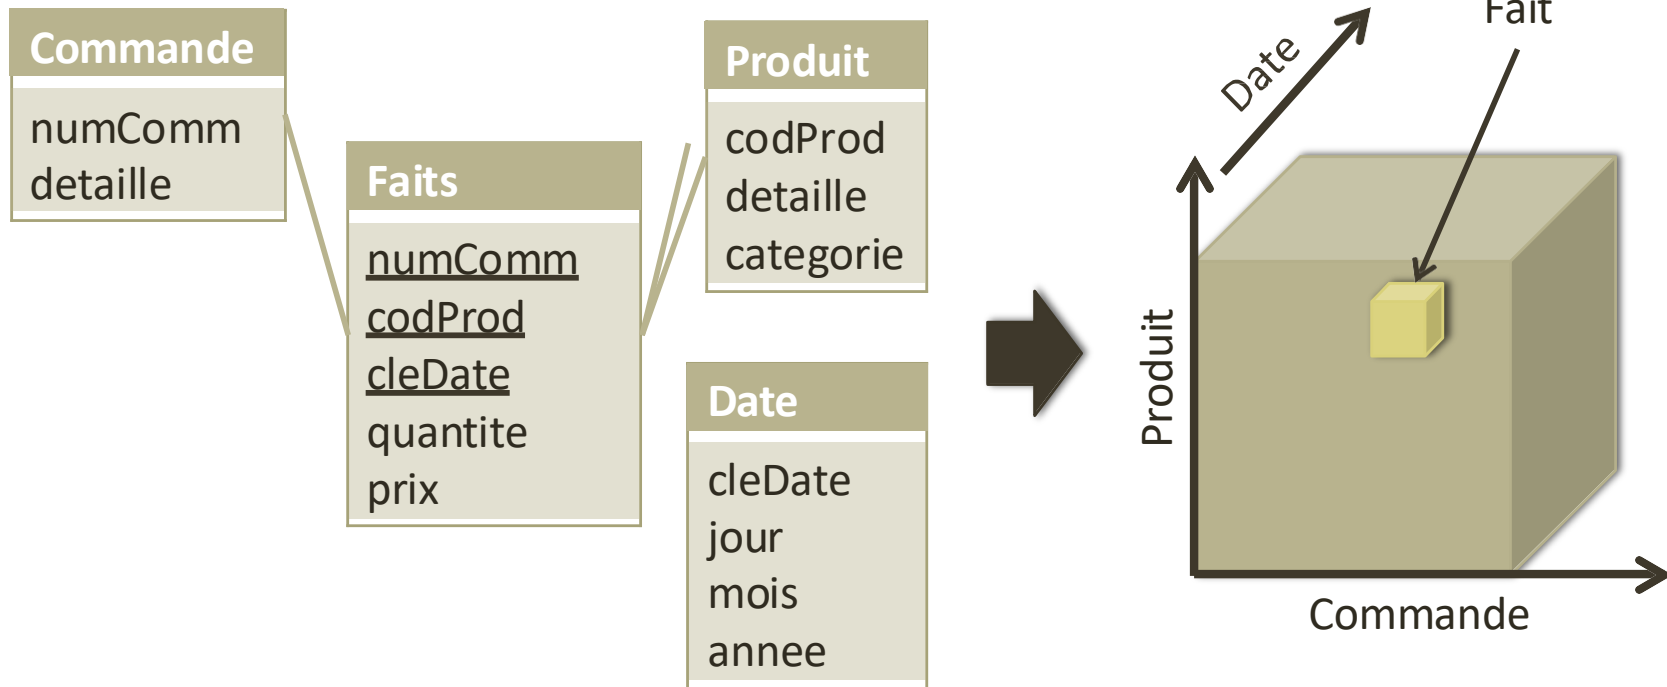 Commande
numComm
detaille
Faits
numComm
codProd
cleDate
quantite
prix
Produit
codProd
detaille
categorie
Date
cleDate
jour
mois
annee
Fait
Date
Produit
Commande